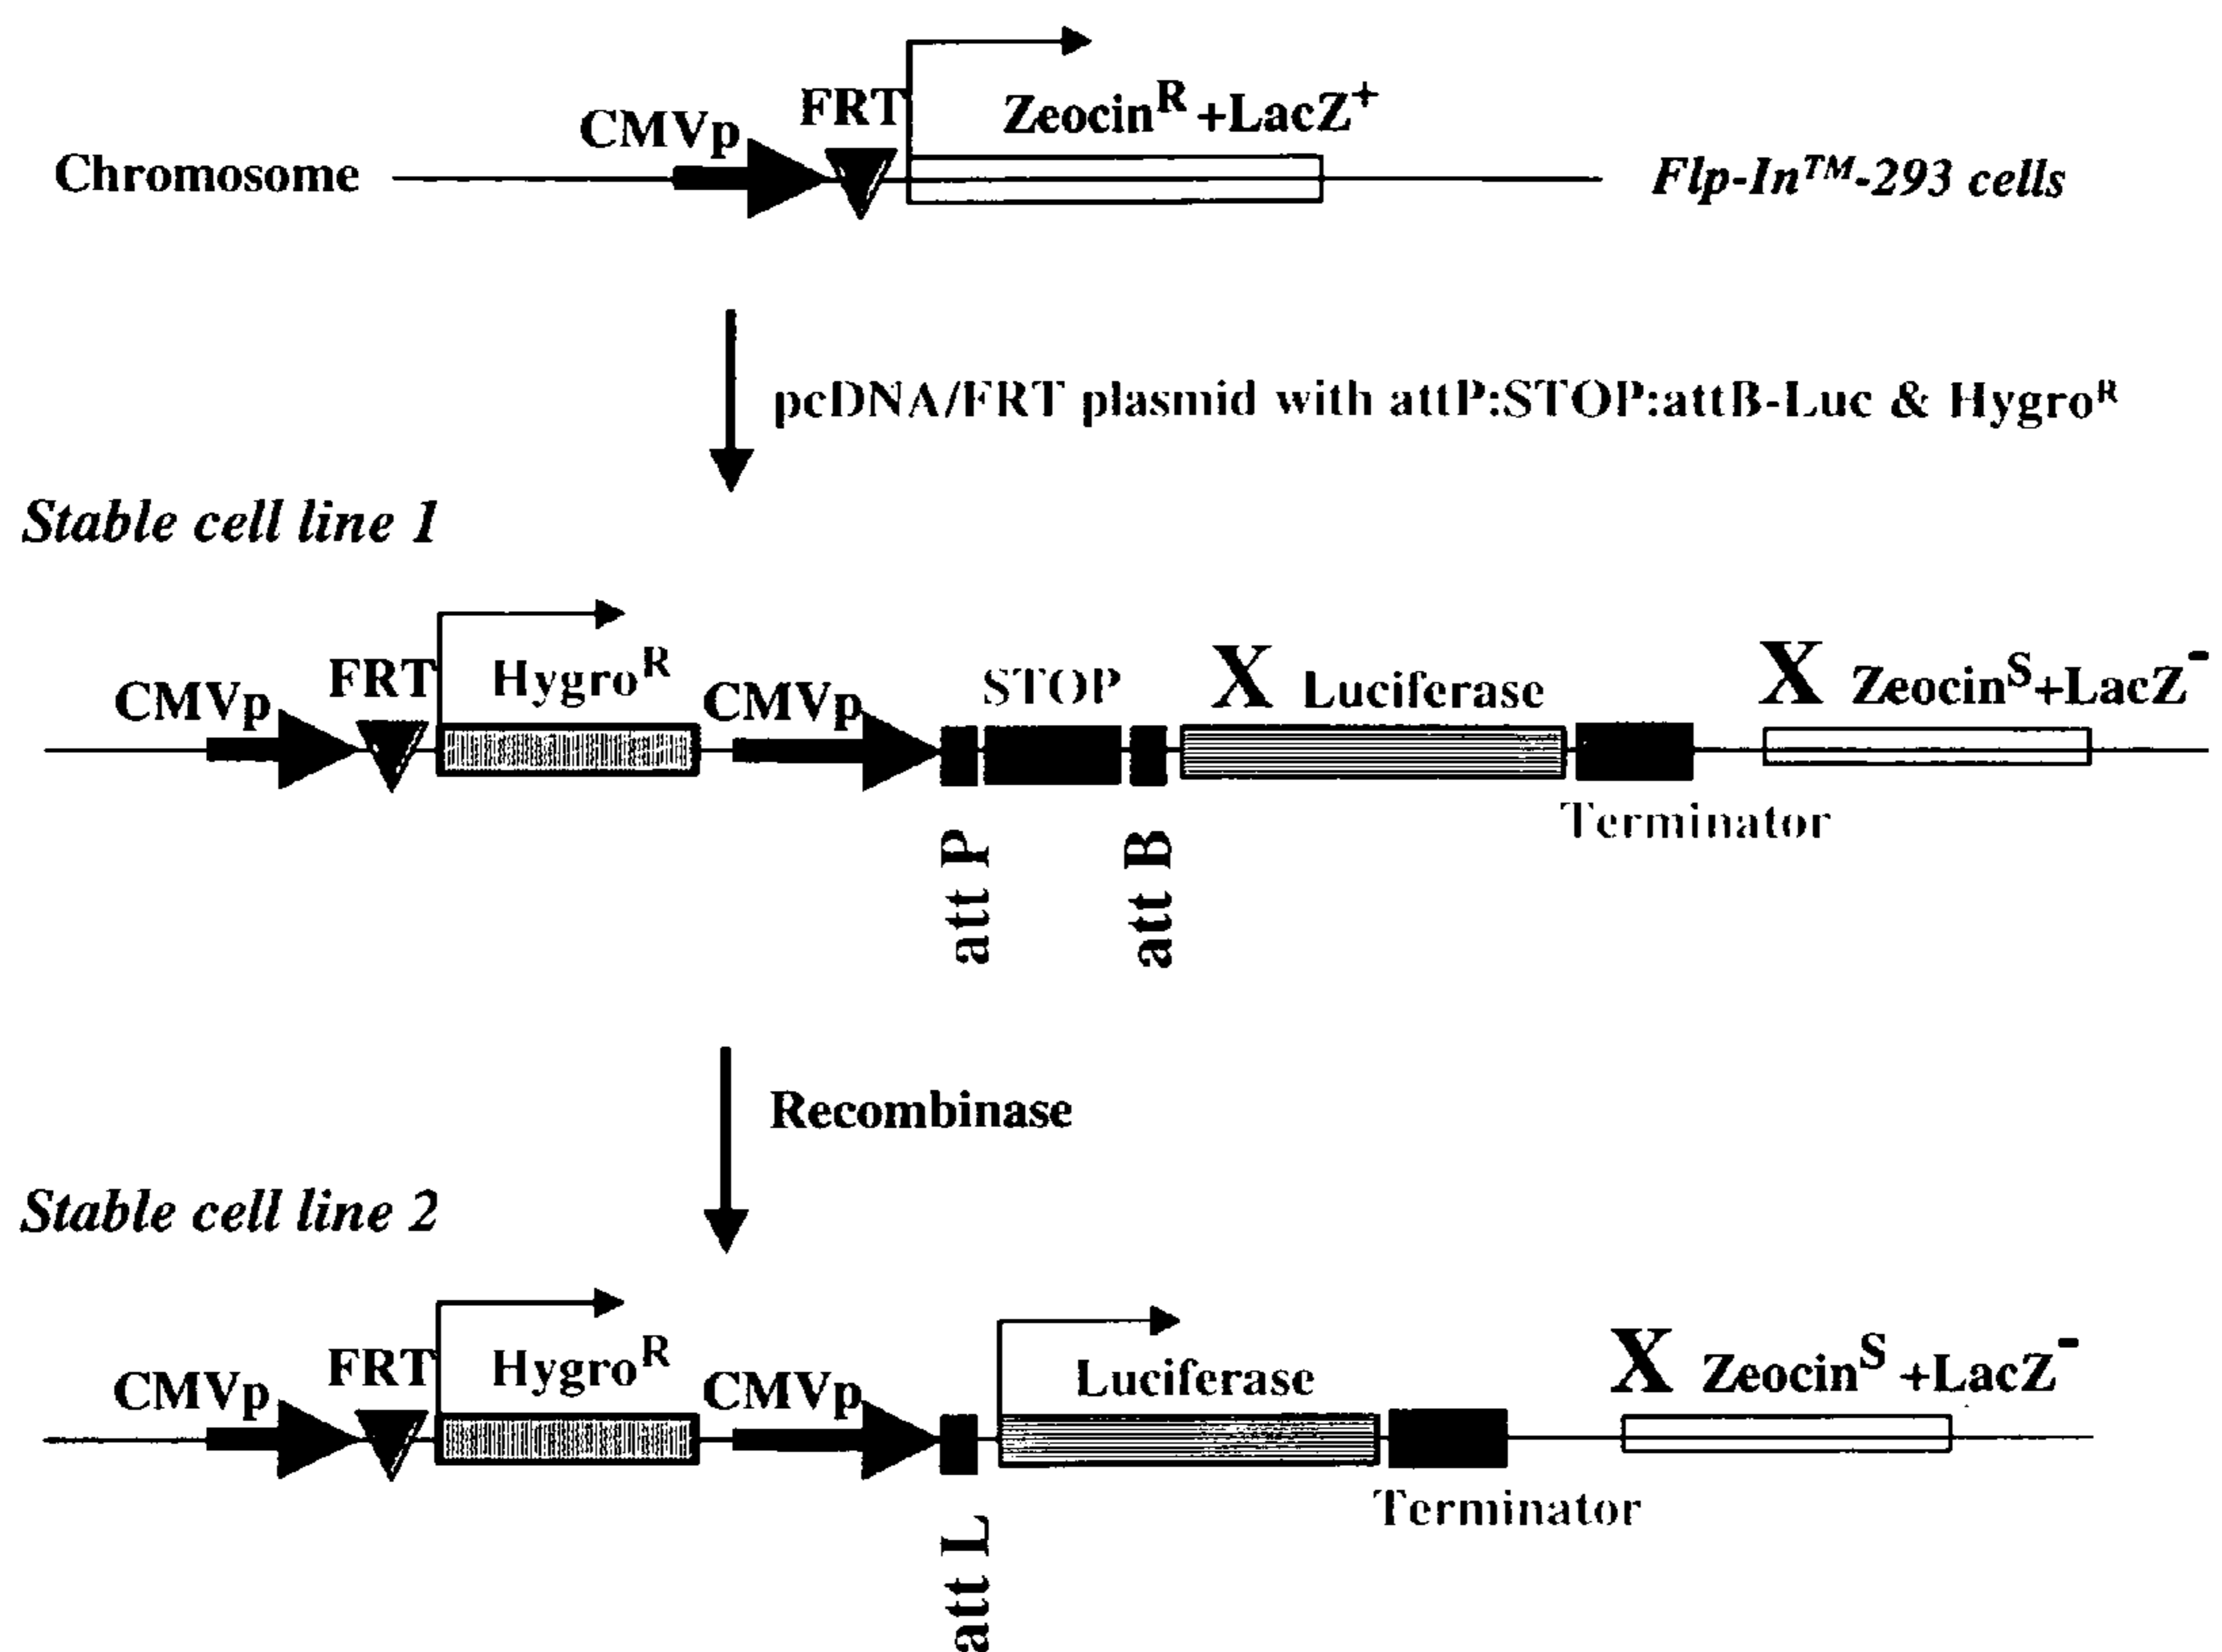 FRT Zeocin^R +LacZ^+
CMVp
Chromosome Flp-In™-293 cells
pcDNA/FRT plasmid with attP:STOP:attB-Luc & Hygro^R
Stable cell line 1
CMVp FRT Hygro^R CMVp STOP X Luciferase X Zeocin^S+LacZ^-
Terminator
att P att B
Recombinase
Stable cell line 2
CMVp FRT Hygro^R CMVp Luciferase X Zeocin^S +LacZ^-
Terminator
att L